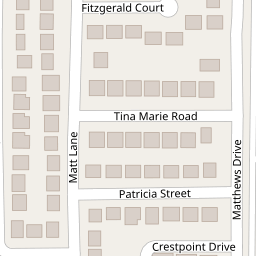 Fitzgerald Court
Tina Marie Road
Matt Lane
Matthews Drive
Patricia Street
Crestpoint Drive